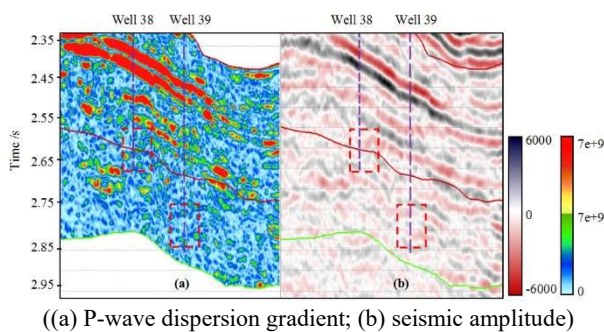 Well 38 Well 39
Well 38 Well 39
2.35
2.45
2.55
2.65
2.75
2.85
2.95
Time /s
(a)
(b)
6000
0
-6000
7e+9
7e+9
0
((a) P-wave dispersion gradient; (b) seismic amplitude)